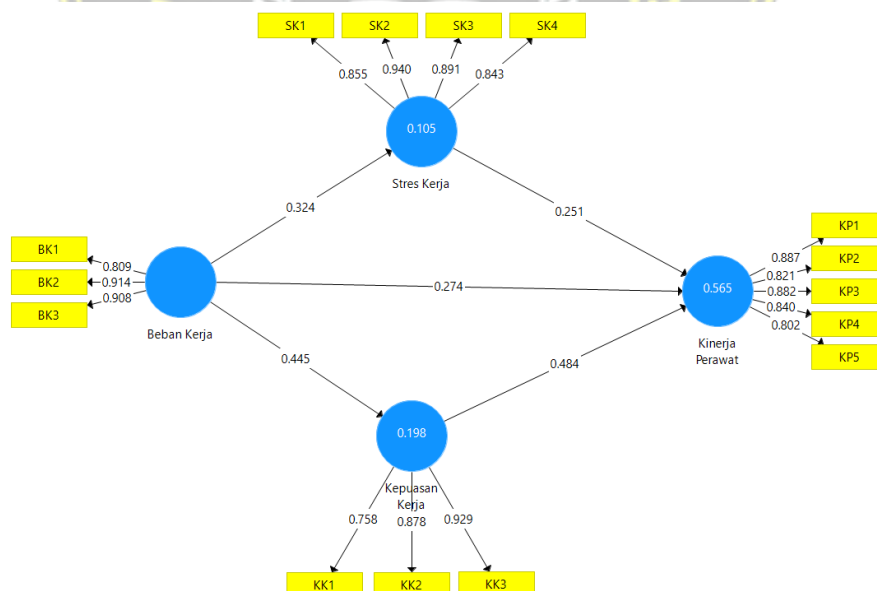 SK1 SK2 SK3 SK4
0.855 0.940 0.891 0.843
0.105
Stres Kerja
0.324
0.251
BK1
BK2
BK3
0.809
0.914
0.908
Beban Kerja
0.274
0.565
Kinerja
Perawat
0.887
0.821
0.882
0.840
0.802
KP1
KP2
KP3
KP4
KP5
0.445
0.484
0.198
Kepuasan
Kerja
0.758 0.878 0.929
KK1 KK2 KK3